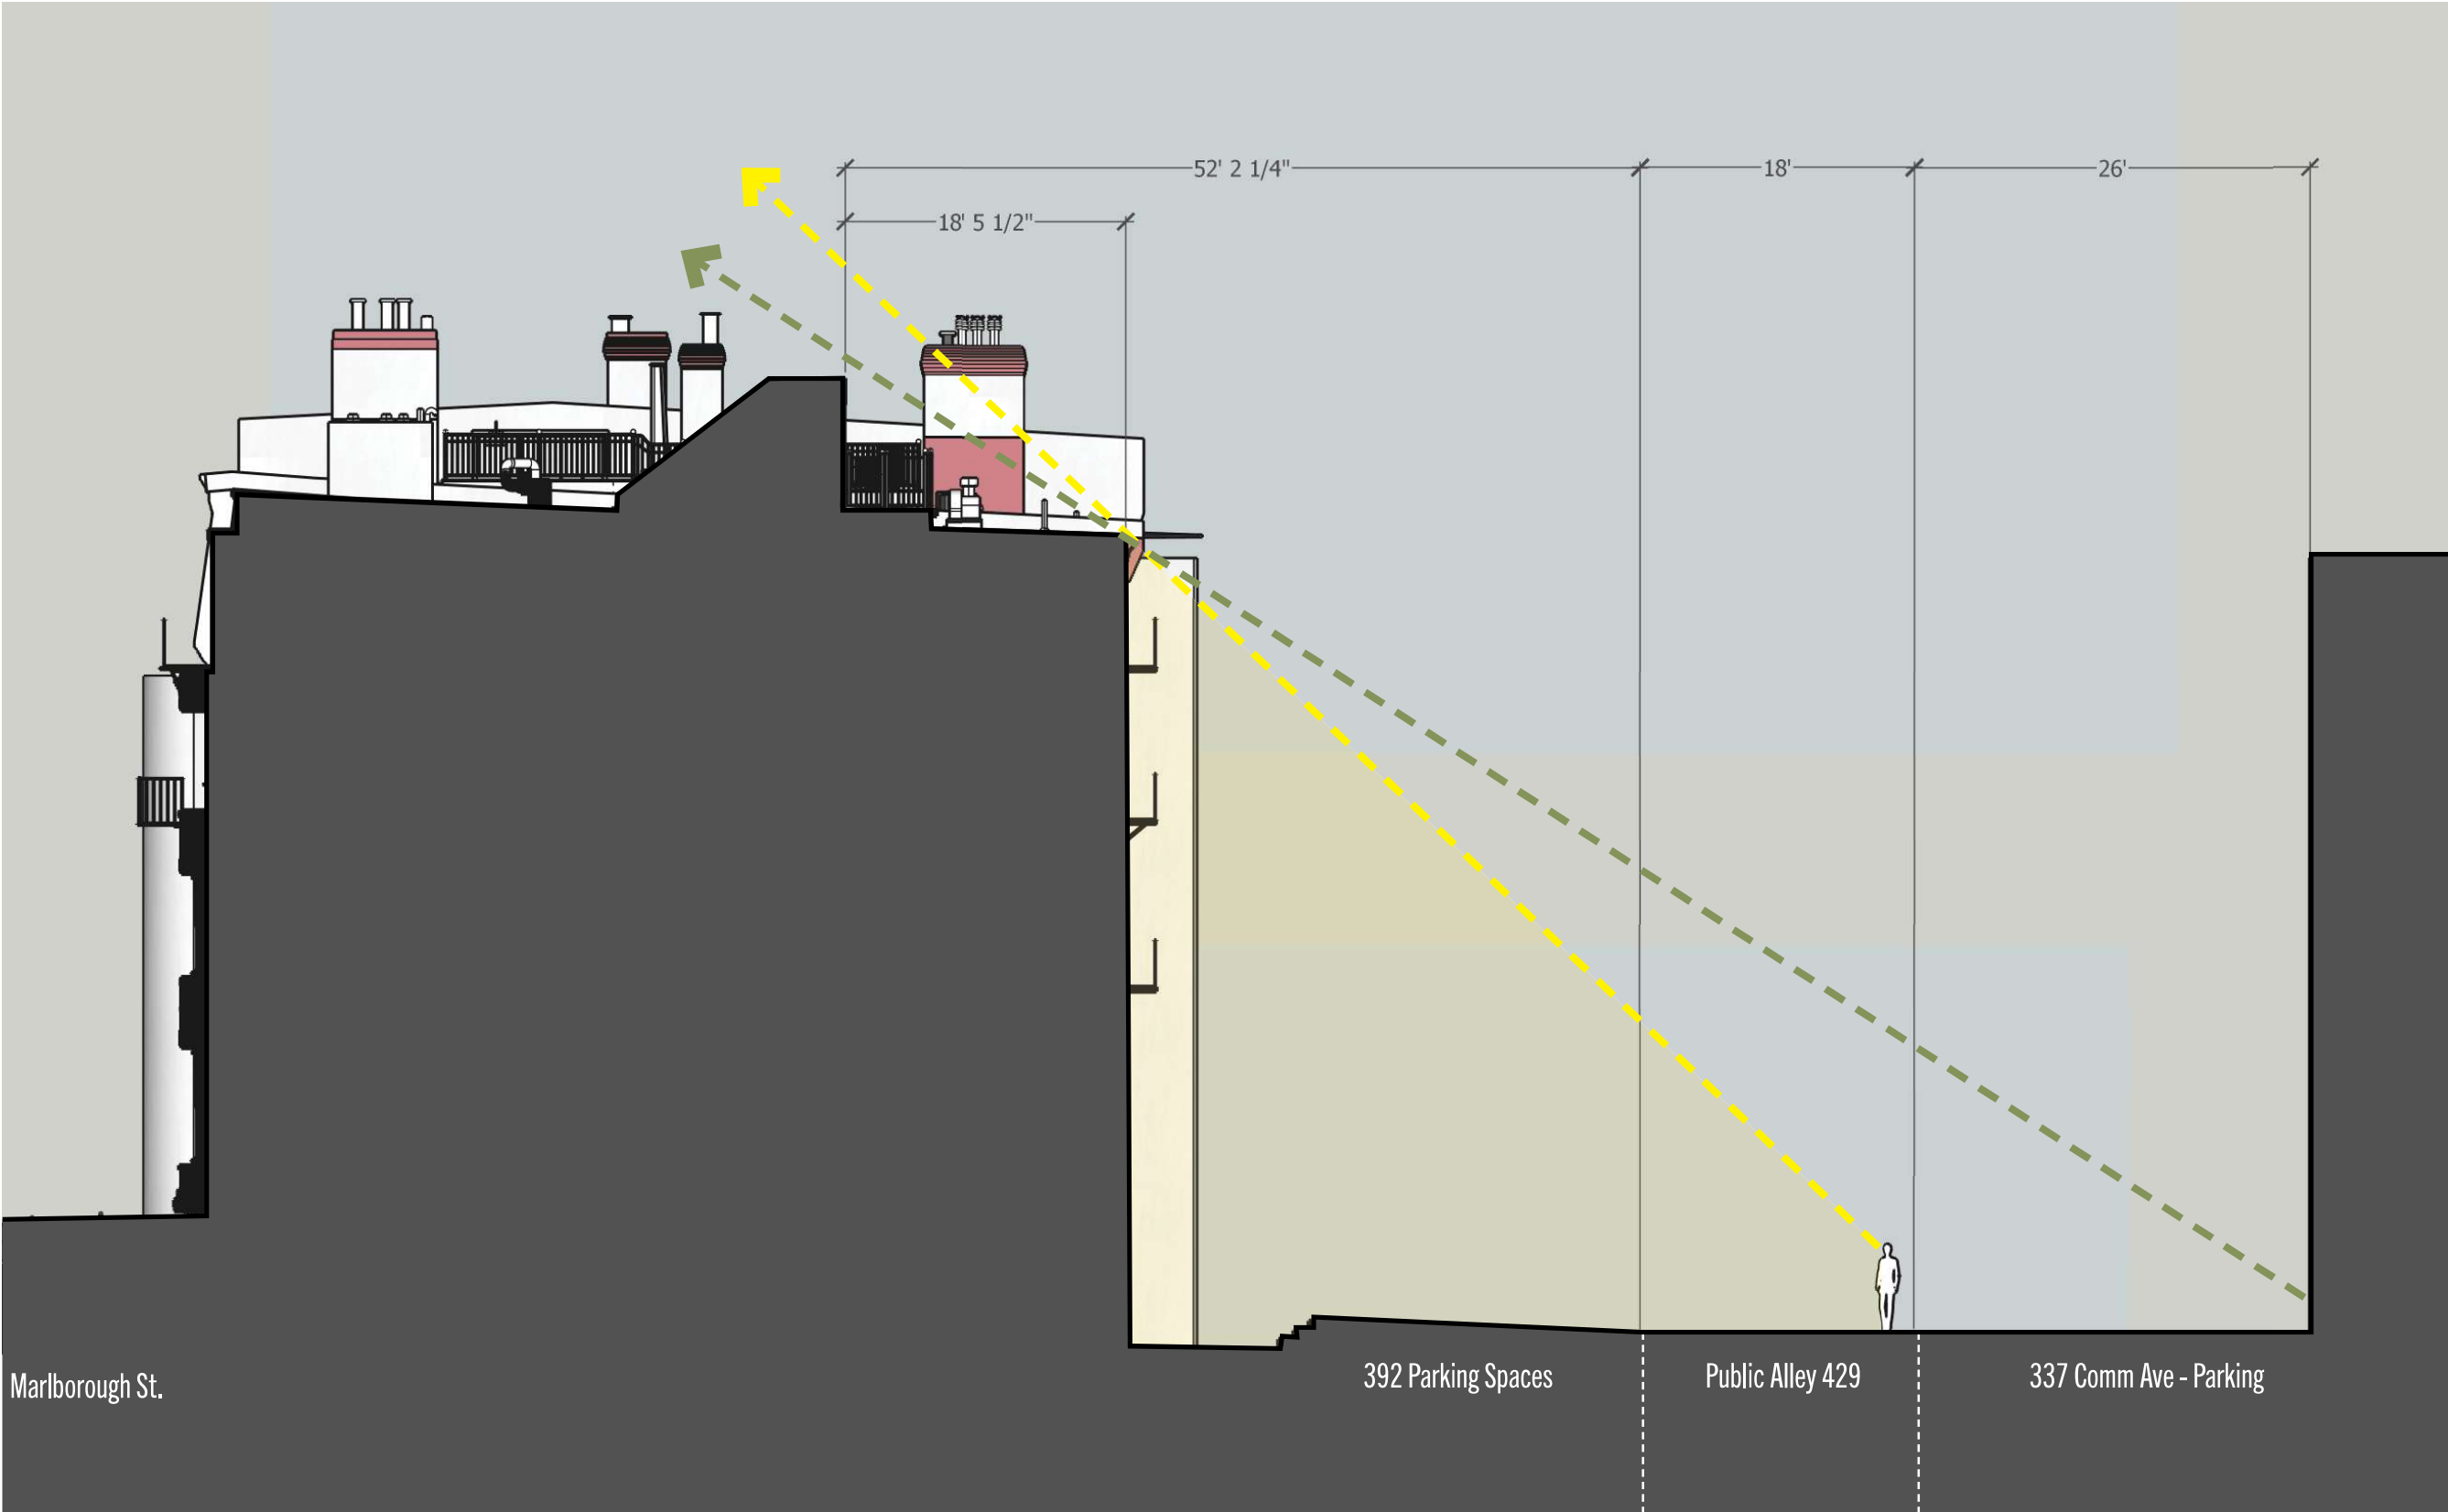 52' 2 1/4"
18'
26'
18' 5 1/2"
392 Parking Spaces
Public Alley 429
337 Comm Ave - Parking
Marlborough St.